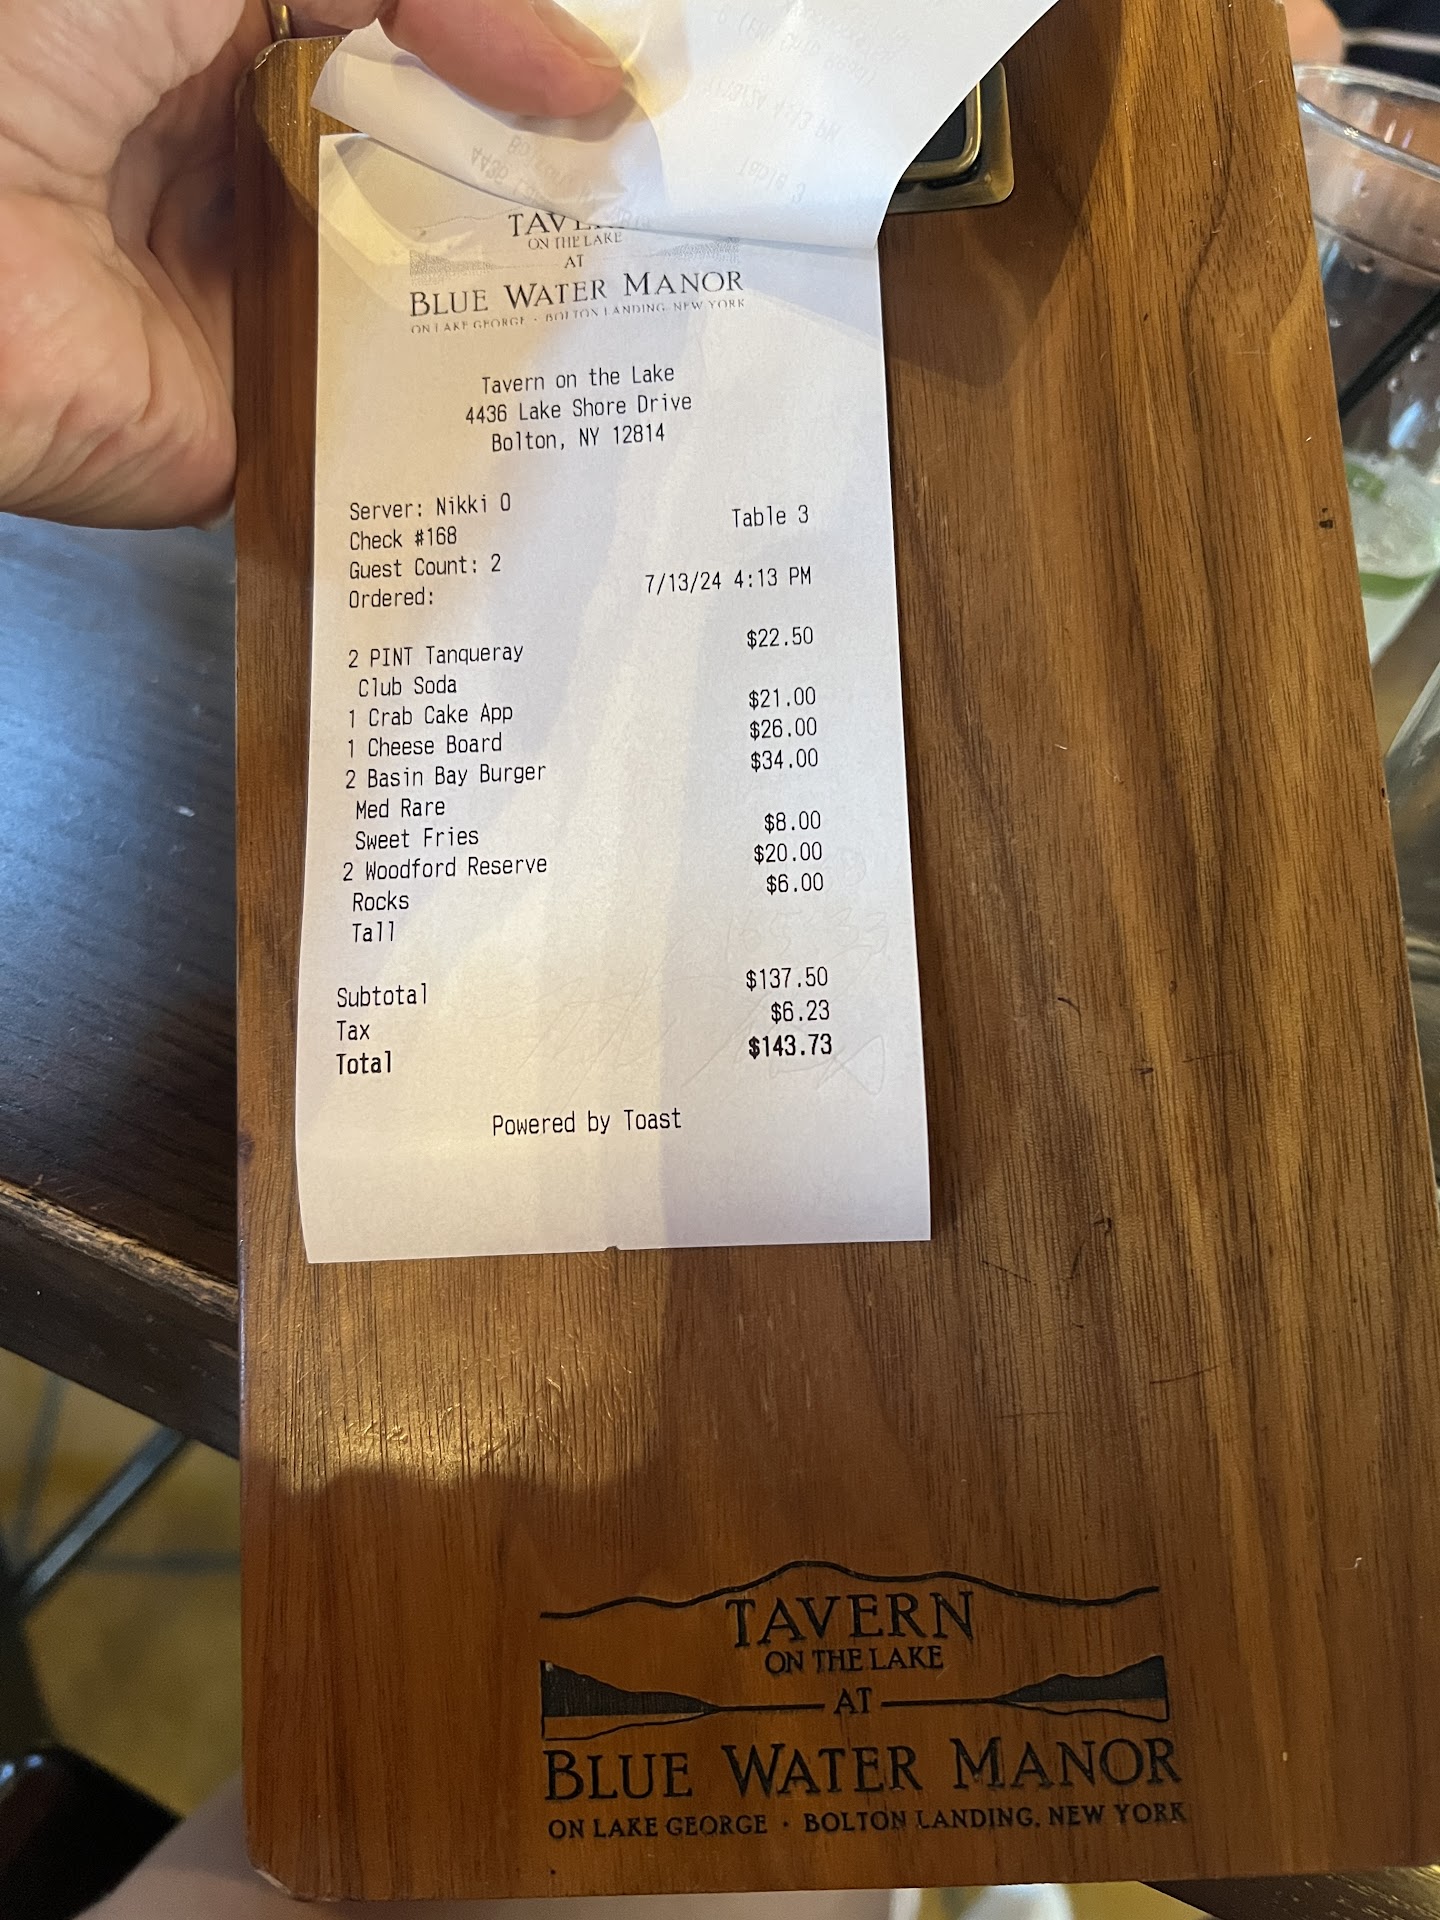 ON THE LAKE
AT
BLUE WATER MANOR
ON LAKE GEORGE · BOLTON LANDING, NEW YORK
Tavern on the Lake
4436 Lake Shore Drive
Bolton, NY 12814
Server: Nikki O
Check #168 Table 3
Guest Count: 2
Ordered: 7/13/24 4:13 PM
2 PINT Tanqueray $22.50
Club Soda
1 Crab Cake App $21.00
1 Cheese Board $26.00
2 Basin Bay Burger $34.00
Med Rare
Sweet Fries $8.00
2 Woodford Reserve $20.00
Rocks $6.00
Tall
Subtotal $137.50
Tax $6.23
Total $143.73
Powered by Toast
TAVERN
ON THE LAKE
AT
BLUE WATER MANOR
ON LAKE GEORGE · BOLTON LANDING, NEW YORK